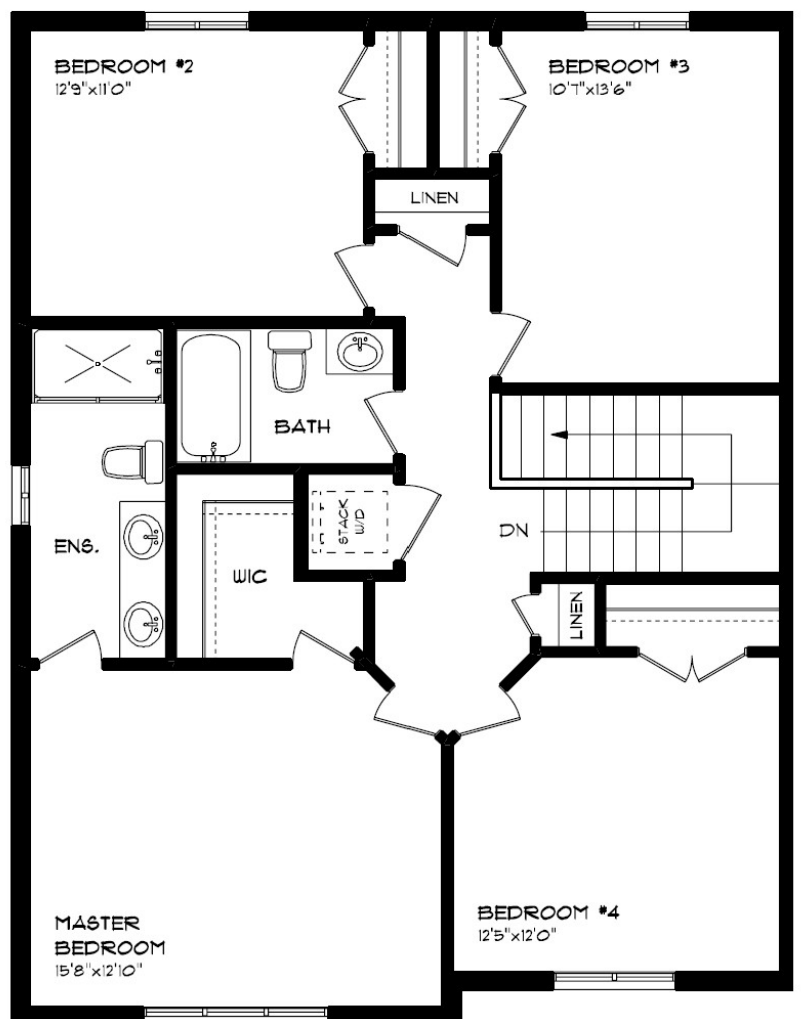 BEDROOM #2
12'9"x11'0"
BEDROOM #3
10'7"x13'6"
LINEN
BATH
STACK
W/D
ENS.
WIC
DN
LINEN
MASTER
BEDROOM
15'8"x12'10"
BEDROOM #4
12'5"x12'0"